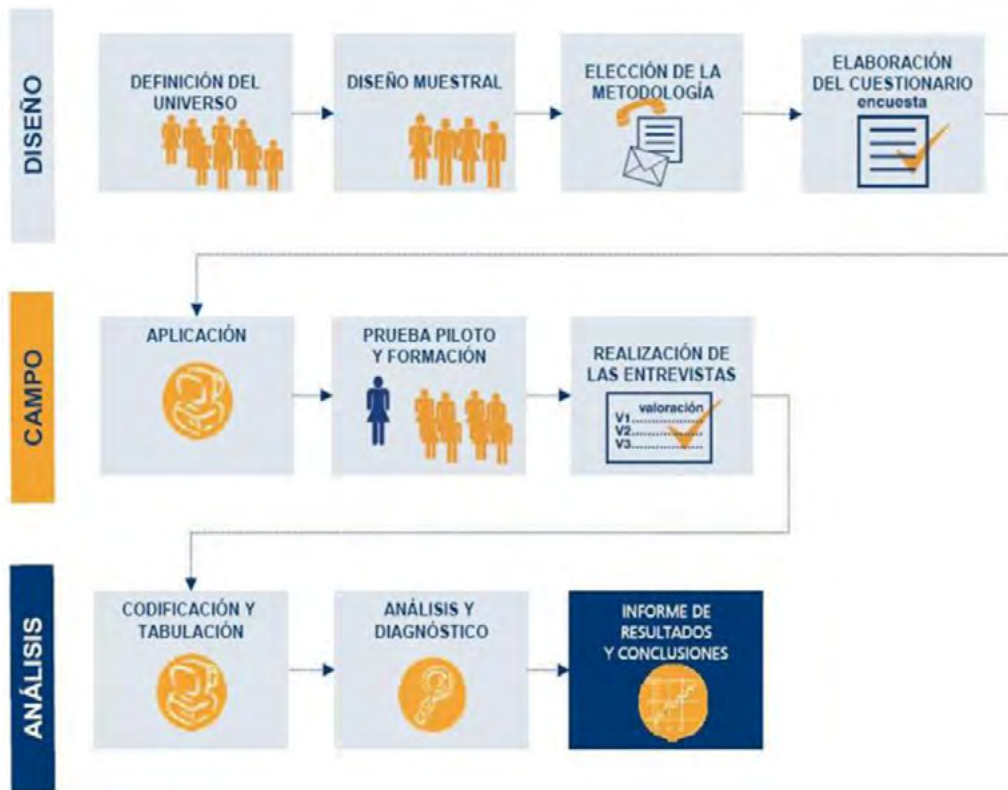 DISEÑO
DEFINICIÓN DEL
UNIVERSO
DISEÑO MUESTRAL
ELECCIÓN DE LA
METODOLOGÍA
ELABORACIÓN
DEL CUESTIONARIO
encuesta
CAMPO
APLICACIÓN
PRUEBA PILOTO
Y FORMACIÓN
REALIZACIÓN DE
LAS ENTREVISTAS
valoración
V1..................
V2..................
V3..................
ANÁLISIS
CODIFICACIÓN Y
TABULACIÓN
ANÁLISIS Y
DIAGNÓSTICO
INFORME DE
RESULTADOS
Y CONCLUSIONES